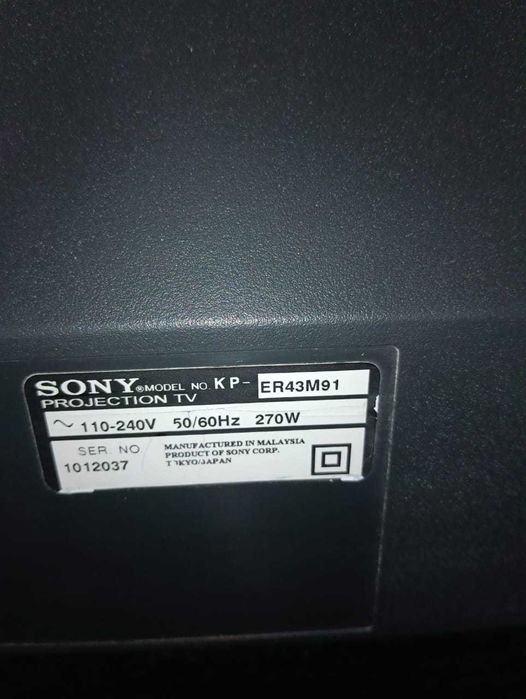 SONY® MODEL NO. KP- ER43M91
PROJECTION TV
~ 110-240V 50/60Hz 270W
SER. NO. MANUFACTURED IN MALAYSIA
1012037 PRODUCT OF SONY CORP.
TOKYO/JAPAN